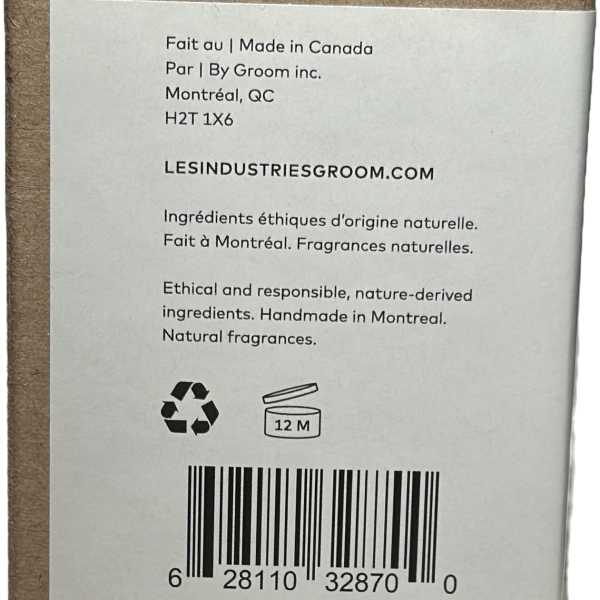 Fait au | Made in Canada
Par | By Groom inc.
Montréal, QC
H2T 1X6
LESINDUSTRIESGROOM.COM
Ingrédients éthiques d'origine naturelle.
Fait à Montréal. Fragrances naturelles.
Ethical and responsible, nature-derived
ingredients. Handmade in Montreal.
Natural fragrances.
12 M
6 28110 32870 0